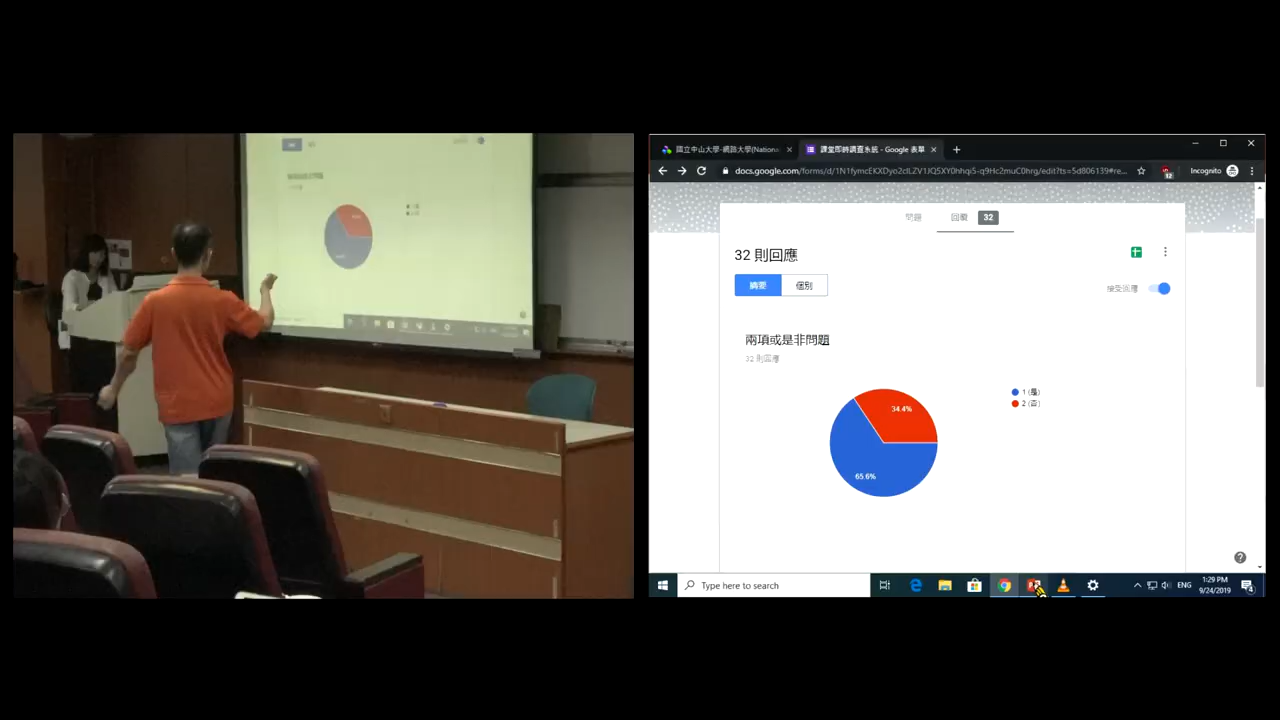 國立中山大學-網路大學(Nationa
課堂即時調查系統 - Google 表單
docs.google.com/forms/d/1N1fymcEKXDyo2clLZV1JQ5XY0hhqiS-q9Hc2muC0hrg/edit?ts=5d806139#re...
Incognito
12
問題
回覆
32
32 則回應
摘要
個別
接受回應
兩項或是非問題
32 則回應
34.4%
65.6%
1 (是)
2 (否)
Type here to search
ENG
1:29 PM
9/24/2019
4